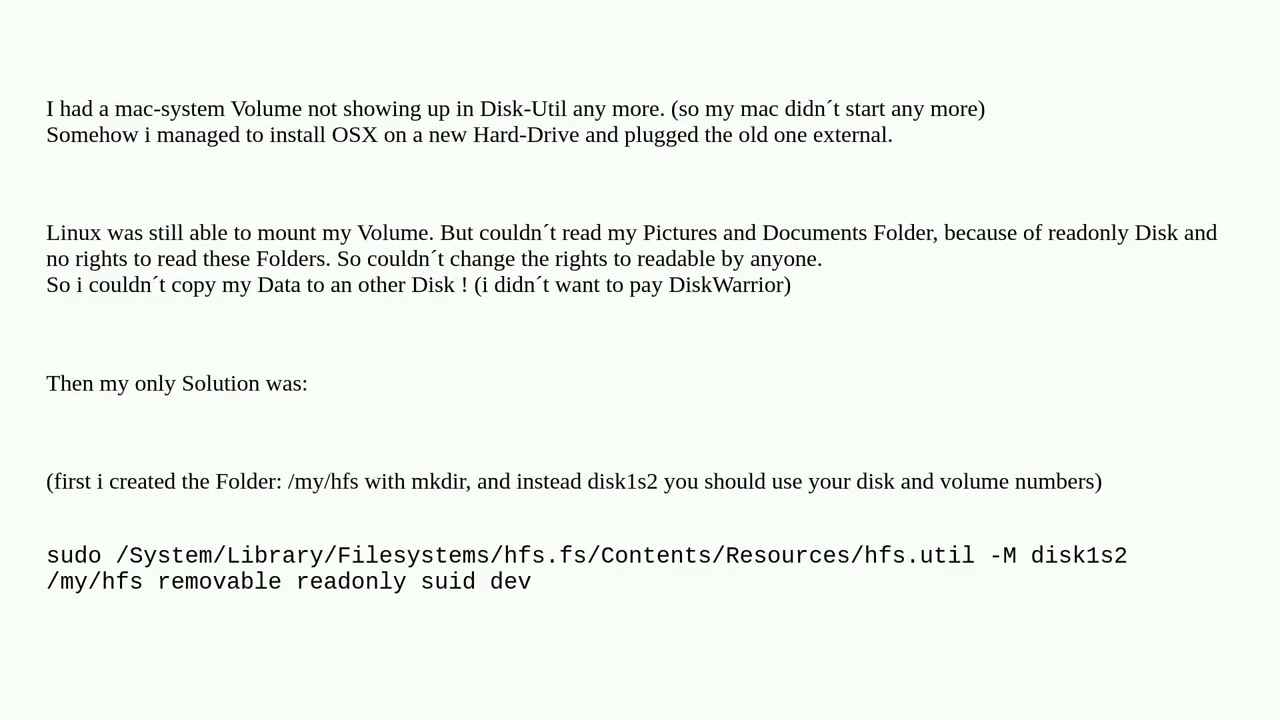 I had a mac-system Volume not showing up in Disk-Util any more. (so my mac didn´t start any more)
Somehow i managed to install OSX on a new Hard-Drive and plugged the old one external.
Linux was still able to mount my Volume. But couldn´t read my Pictures and Documents Folder, because of readonly Disk and
no rights to read these Folders. So couldn´t change the rights to readable by anyone.
So i couldn´t copy my Data to an other Disk ! (i didn´t want to pay DiskWarrior)
Then my only Solution was:
(first i created the Folder: /my/hfs with mkdir, and instead disk1s2 you should use your disk and volume numbers)
sudo /System/Library/Filesystems/hfs.fs/Contents/Resources/hfs.util -M disk1s2
/my/hfs removable readonly suid dev